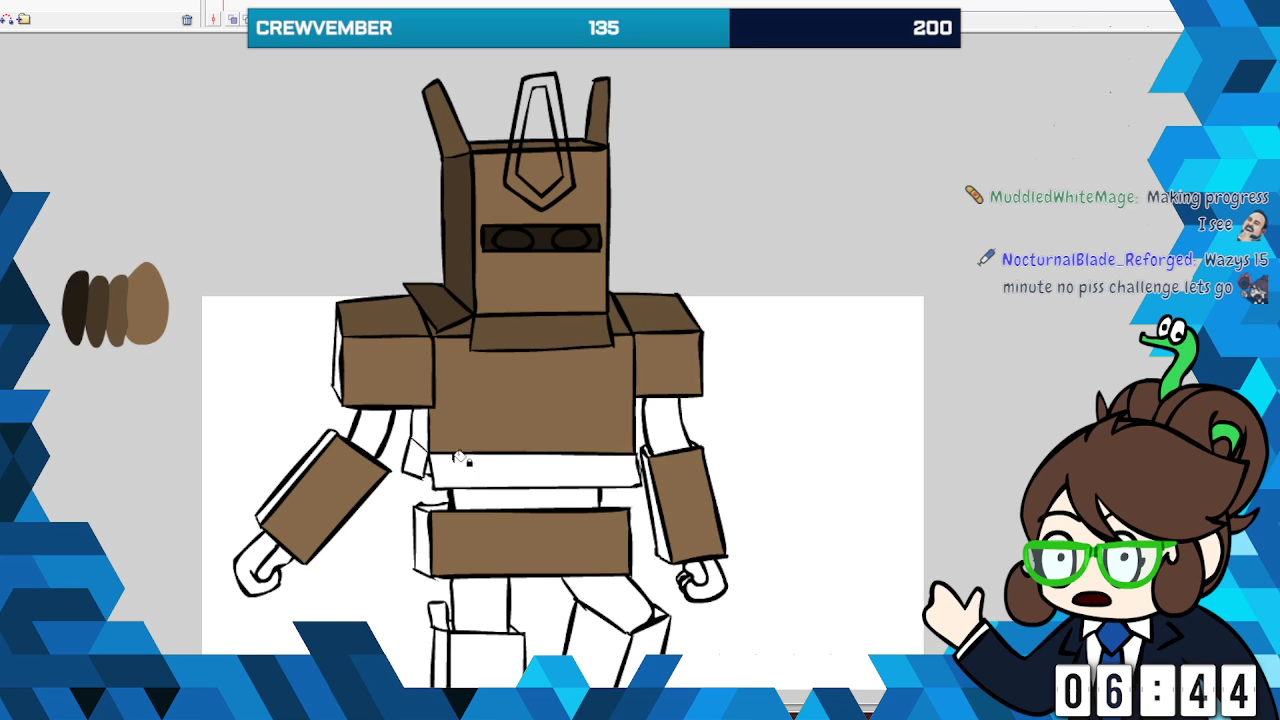 CREWVEMBER 135 200
MuddledWhiteMage: Making progress
I see
NocturnalBlade_Reforged: Wazys 15
minute no piss challenge lets go
06:44